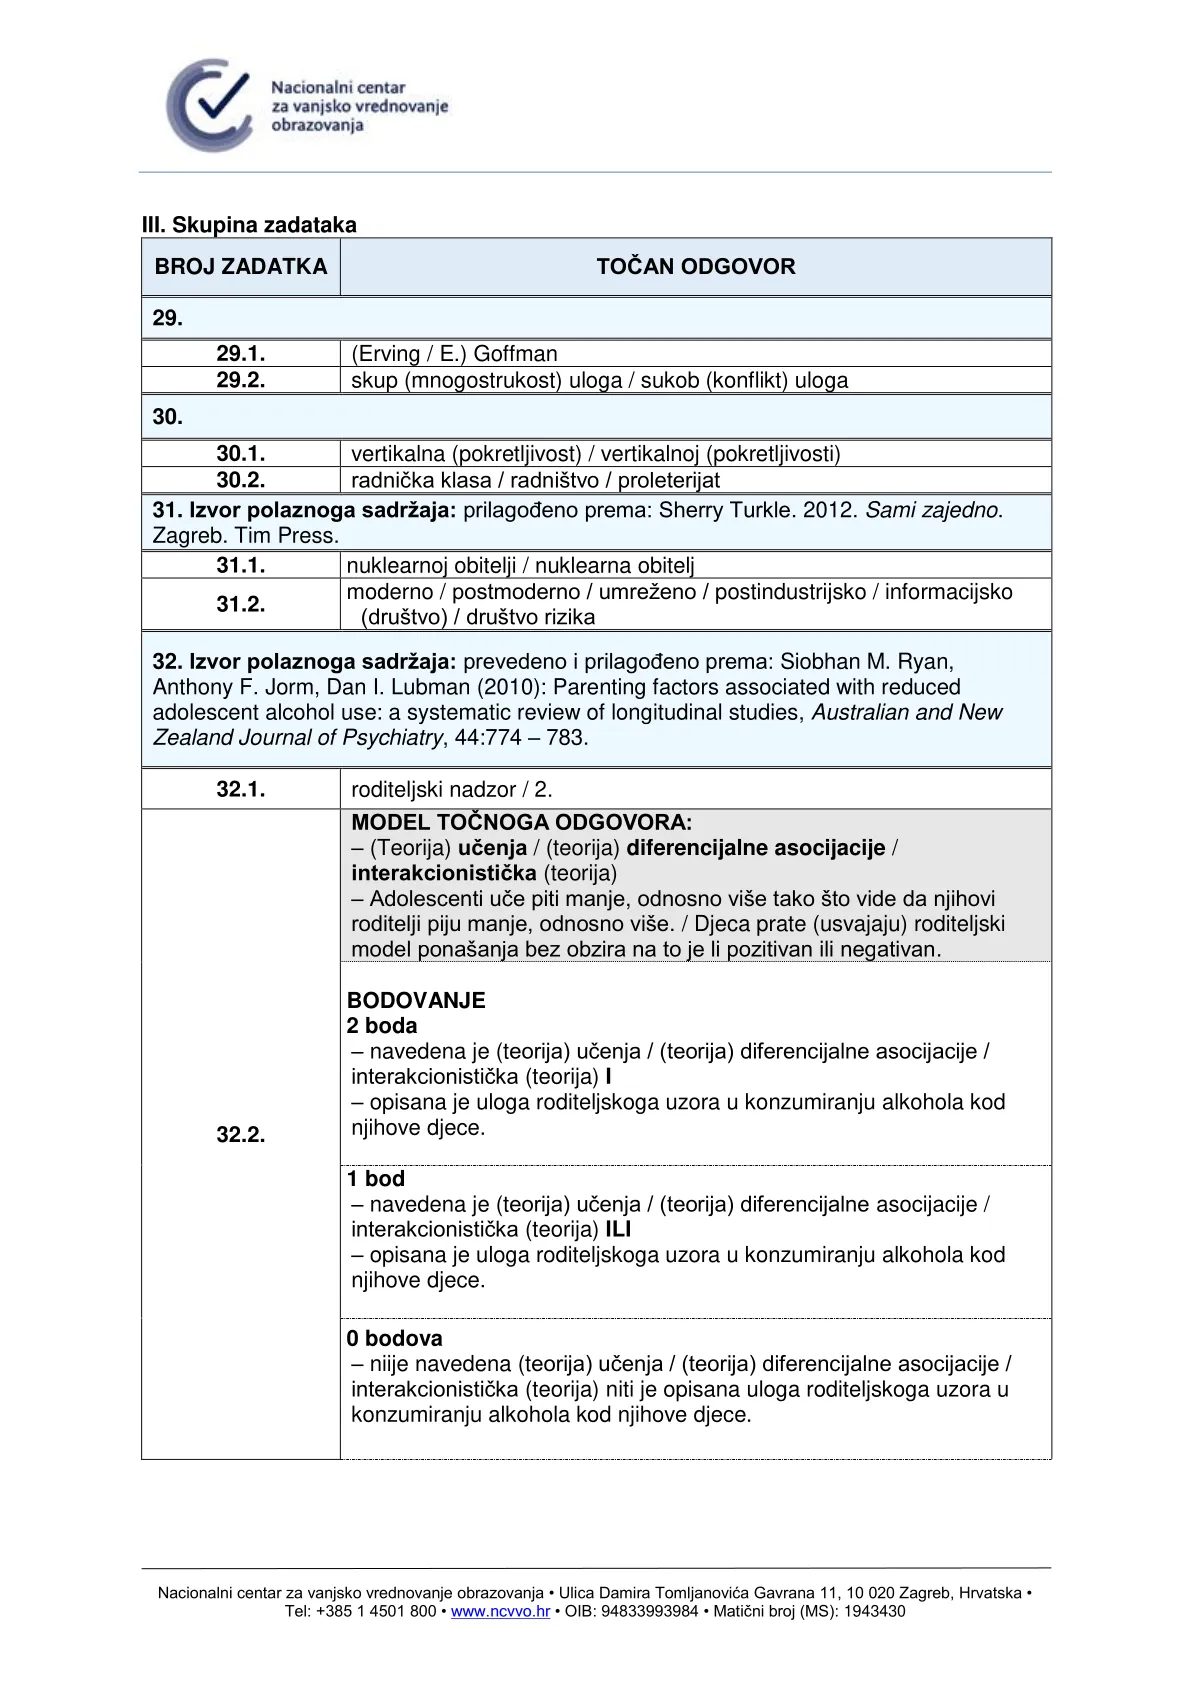 Nacionalni centar
za vanjsko vrednovanje
obrazovanja
III. Skupina zadataka
BROJ ZADATKA TOČAN ODGOVOR
29.
29.1. (Erving / E.) Goffman
29.2. skup (mnogostrukost) uloga / sukob (konflikt) uloga
30.
30.1. vertikalna (pokretljivost) / vertikalnoj (pokretljivosti)
30.2. radnička klasa / radništvo / proleterijat
31. Izvor polaznoga sadržaja: prilagođeno prema: Sherry Turkle. 2012. Sami zajedno.
Zagreb. Tim Press.
31.1. nuklearnoj obitelji / nuklearna obitelj
31.2. moderno / postmoderno / umreženo / postindustrijsko / informacijsko
(društvo) / društvo rizika
32. Izvor polaznoga sadržaja: prevedeno i prilagođeno prema: Siobhan M. Ryan,
Anthony F. Jorm, Dan I. Lubman (2010): Parenting factors associated with reduced
adolescent alcohol use: a systematic review of longitudinal studies, Australian and New
Zealand Journal of Psychiatry, 44:774 – 783.
32.1. roditeljski nadzor / 2.
32.2.
MODEL TOČNOGA ODGOVORA:
– (Teorija) učenja / (teorija) diferencijalne asocijacije /
interakcionistička (teorija)
– Adolescenti uče piti manje, odnosno više tako što vide da njihovi
roditelji piju manje, odnosno više. / Djeca prate (usvajaju) roditeljski
model ponašanja bez obzira na to je li pozitivan ili negativan.
BODOVANJE
2 boda
– navedena je (teorija) učenja / (teorija) diferencijalne asocijacije /
interakcionistička (teorija) I
– opisana je uloga roditeljskoga uzora u konzumiranju alkohola kod
njihove djece.
1 bod
– navedena je (teorija) učenja / (teorija) diferencijalne asocijacije /
interakcionistička (teorija) ILI
– opisana je uloga roditeljskoga uzora u konzumiranju alkohola kod
njihove djece.
0 bodova
– niije navedena (teorija) učenja / (teorija) diferencijalne asocijacije /
interakcionistička (teorija) niti je opisana uloga roditeljskoga uzora u
konzumiranju alkohola kod njihove djece.
Nacionalni centar za vanjsko vrednovanje obrazovanja • Ulica Damira Tomljanovića Gavrana 11, 10 020 Zagreb, Hrvatska •
Tel: +385 1 4501 800 • www.ncvvo.hr • OIB: 94833993984 • Matični broj (MS): 1943430